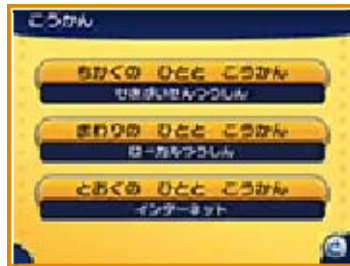 こうかん
ちかくの ひとと こうかん
せきがいせんつうしん
まわりの ひとと こうかん
ローカルつうしん
とおくの ひとと こうかん
インターネット